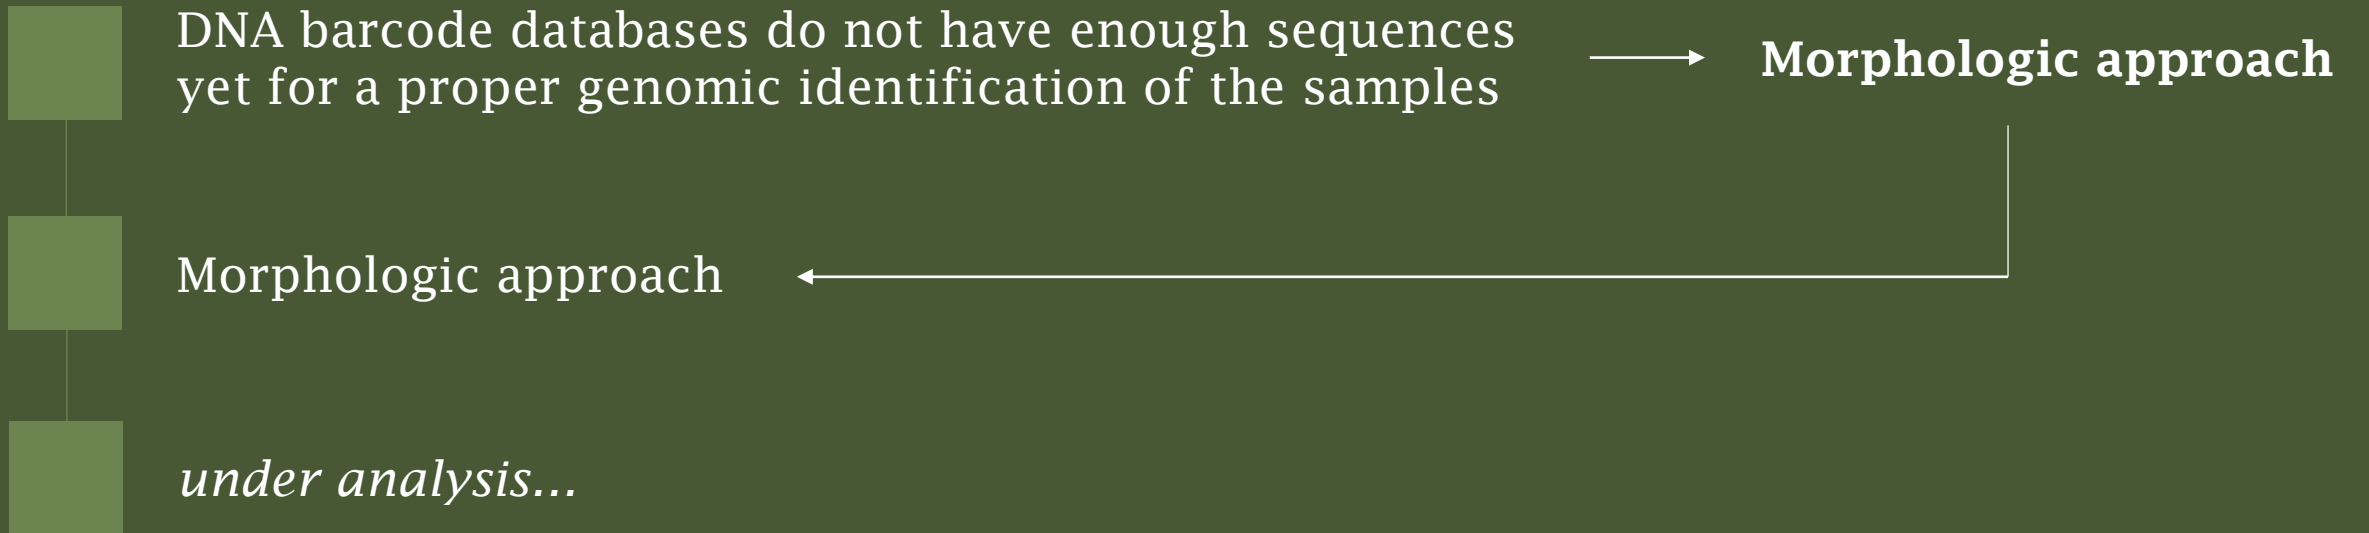 DNA barcode databases do not have enough sequences
yet for a proper genomic identification of the samples
Morphologic approach
Morphologic approach
under analysis...